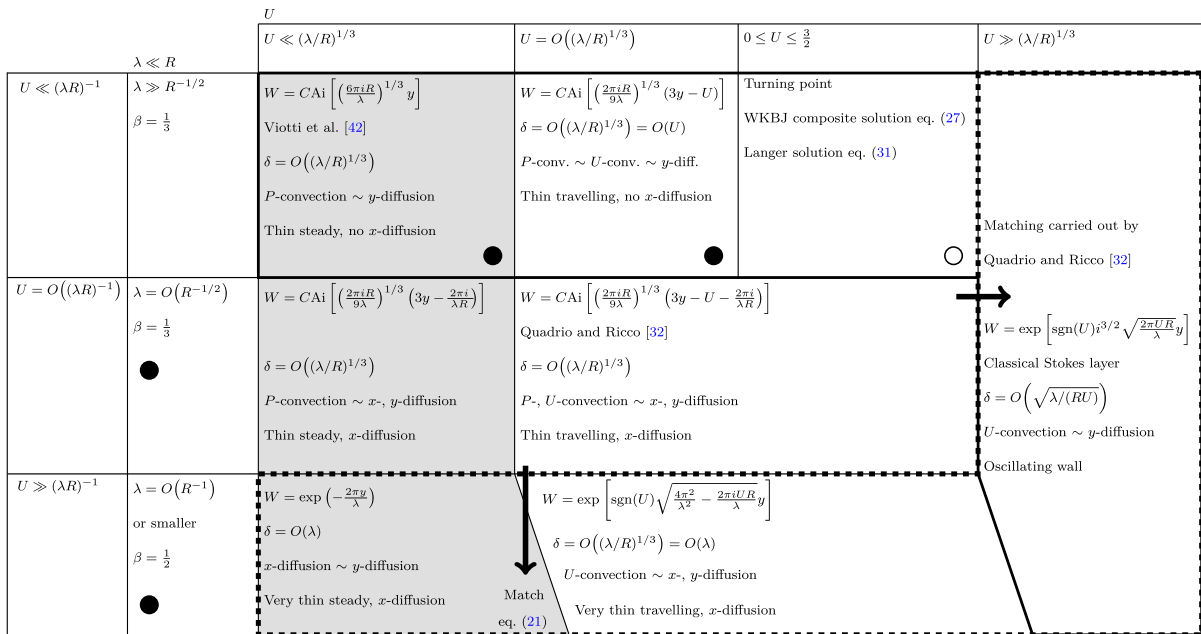 U
U ≪ (λ/R)^{1/3}
U = O((λ/R)^{1/3})
0 ≤ U ≤ 3/2
U ≫ (λ/R)^{1/3}
λ ≪ R
U ≪ (λR)^{−1}
λ ≫ R^{−1/2}
β = 1/3
W = CAi [(6πiR/λ)^{1/3} y]
Viotti et al. [42]
δ = O((λ/R)^{1/3})
P-convection ∼ y-diffusion
Thin steady, no x-diffusion
W = CAi [(2πiR/9λ)^{1/3} (3y − U)]
δ = O((λ/R)^{1/3}) = O(U)
P-conv. ∼ U-conv. ∼ y-diff.
Thin travelling, no x-diffusion
Turning point
WKBJ composite solution eq. (27)
Langer solution eq. (31)
Matching carried out by
Quadrio and Ricco [32]
W = exp [sgn(U)i^{3/2} √(2πUR/λ) y]
Classical Stokes layer
δ = O(√(λ/(RU)))
U-convection ∼ y-diffusion
Oscillating wall
U = O((λR)^{−1})
λ = O(R^{−1/2})
β = 1/3
W = CAi [(2πiR/9λ)^{1/3} (3y − 2πi/λR)]
δ = O((λ/R)^{1/3})
P-convection ∼ x-, y-diffusion
Thin steady, x-diffusion
W = CAi [(2πiR/9λ)^{1/3} (3y − U − 2πi/λR)]
Quadrio and Ricco [32]
δ = O((λ/R)^{1/3})
P-, U-convection ∼ x-, y-diffusion
Thin travelling, x-diffusion
U ≫ (λR)^{−1}
λ = O(R^{−1})
or smaller
β = 1/2
W = exp (−2πy/λ)
δ = O(λ)
x-diffusion ∼ y-diffusion
Very thin steady, x-diffusion
Match
eq. (21)
W = exp [sgn(U) √(4π²/λ² − 2πiUR/λ) y]
δ = O((λ/R)^{1/3}) = O(λ)
U-convection ∼ x-, y-diffusion
Very thin travelling, x-diffusion